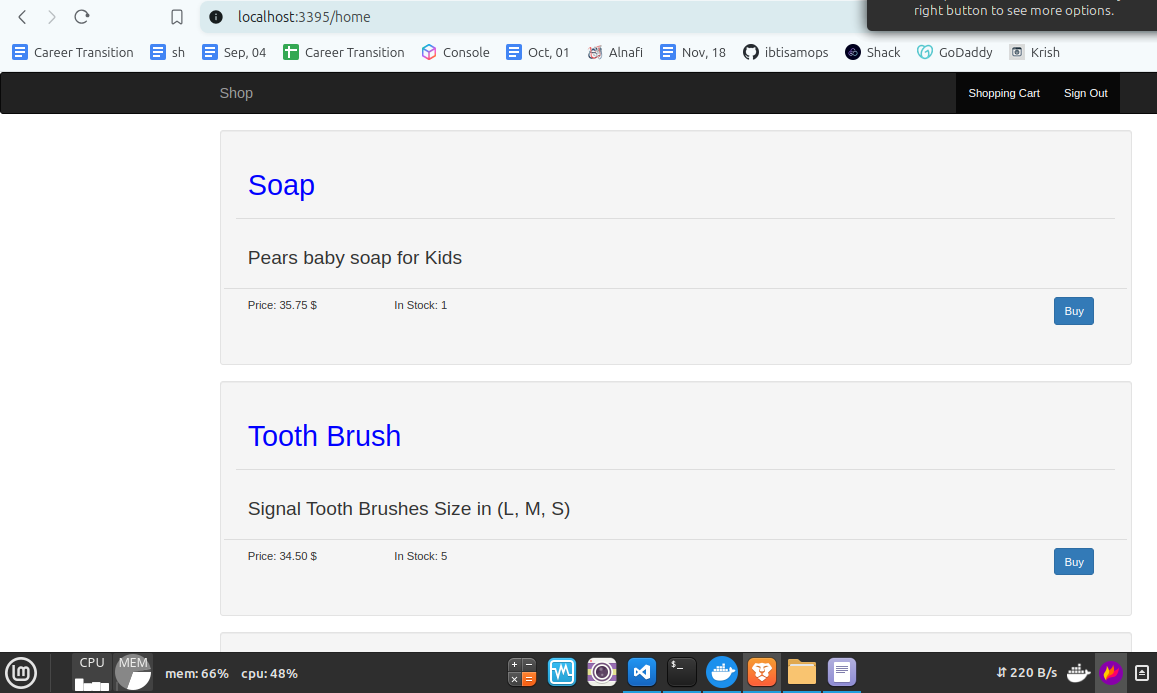 localhost:3395/home
right button to see more options.
Career Transition sh Sep, 04 Career Transition Console Oct, 01 Alnafi Nov, 18 ibtisamops Shack GoDaddy Krish
Shop Shopping Cart Sign Out
Soap
Pears baby soap for Kids
Price: 35.75 $ In Stock: 1 Buy
Tooth Brush
Signal Tooth Brushes Size in (L, M, S)
Price: 34.50 $ In Stock: 5 Buy
CPU MEM mem: 66% cpu: 48% 220 B/s